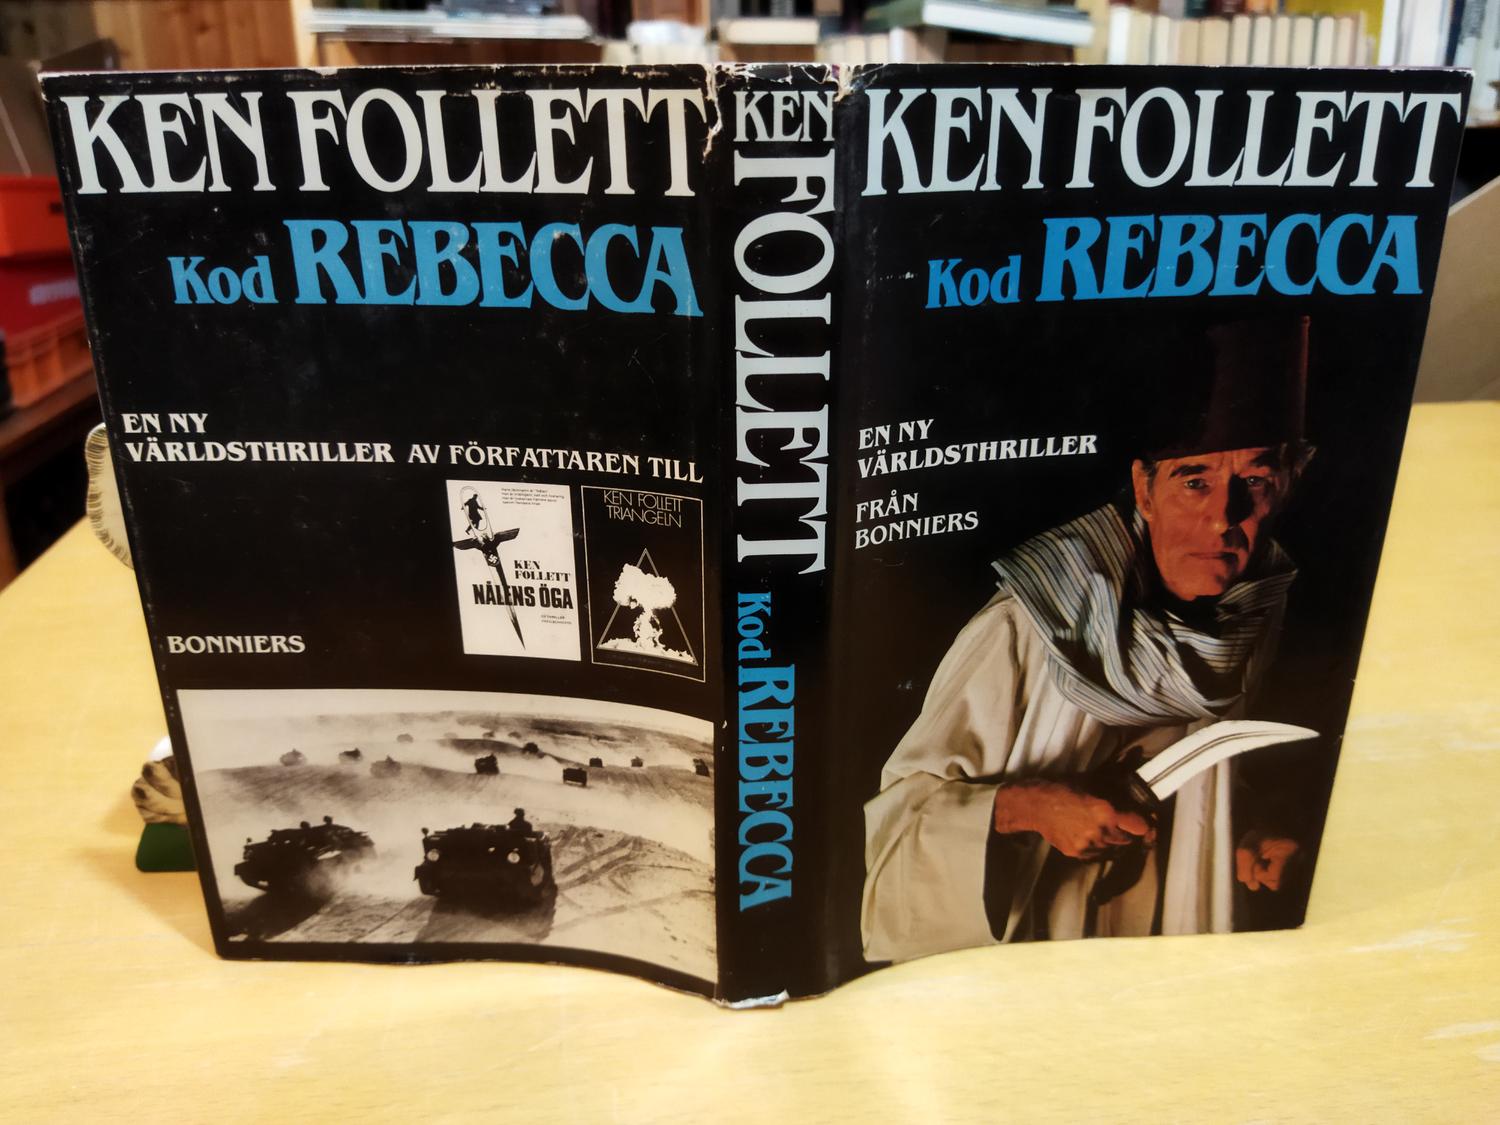 KEN FOLLETT
Kod REBECCA
EN NY
VÄRLDSTHRILLER AV FÖRFATTAREN TILL
KEN
FOLLETT
NÅLENS ÖGA
KEN FOLLETT
TRIANGELN
BONNIERS
KEN
FOLLETT
Kod REBECCA
KEN FOLLETT
Kod REBECCA
EN NY
VÄRLDSTHRILLER
FRÅN
BONNIERS